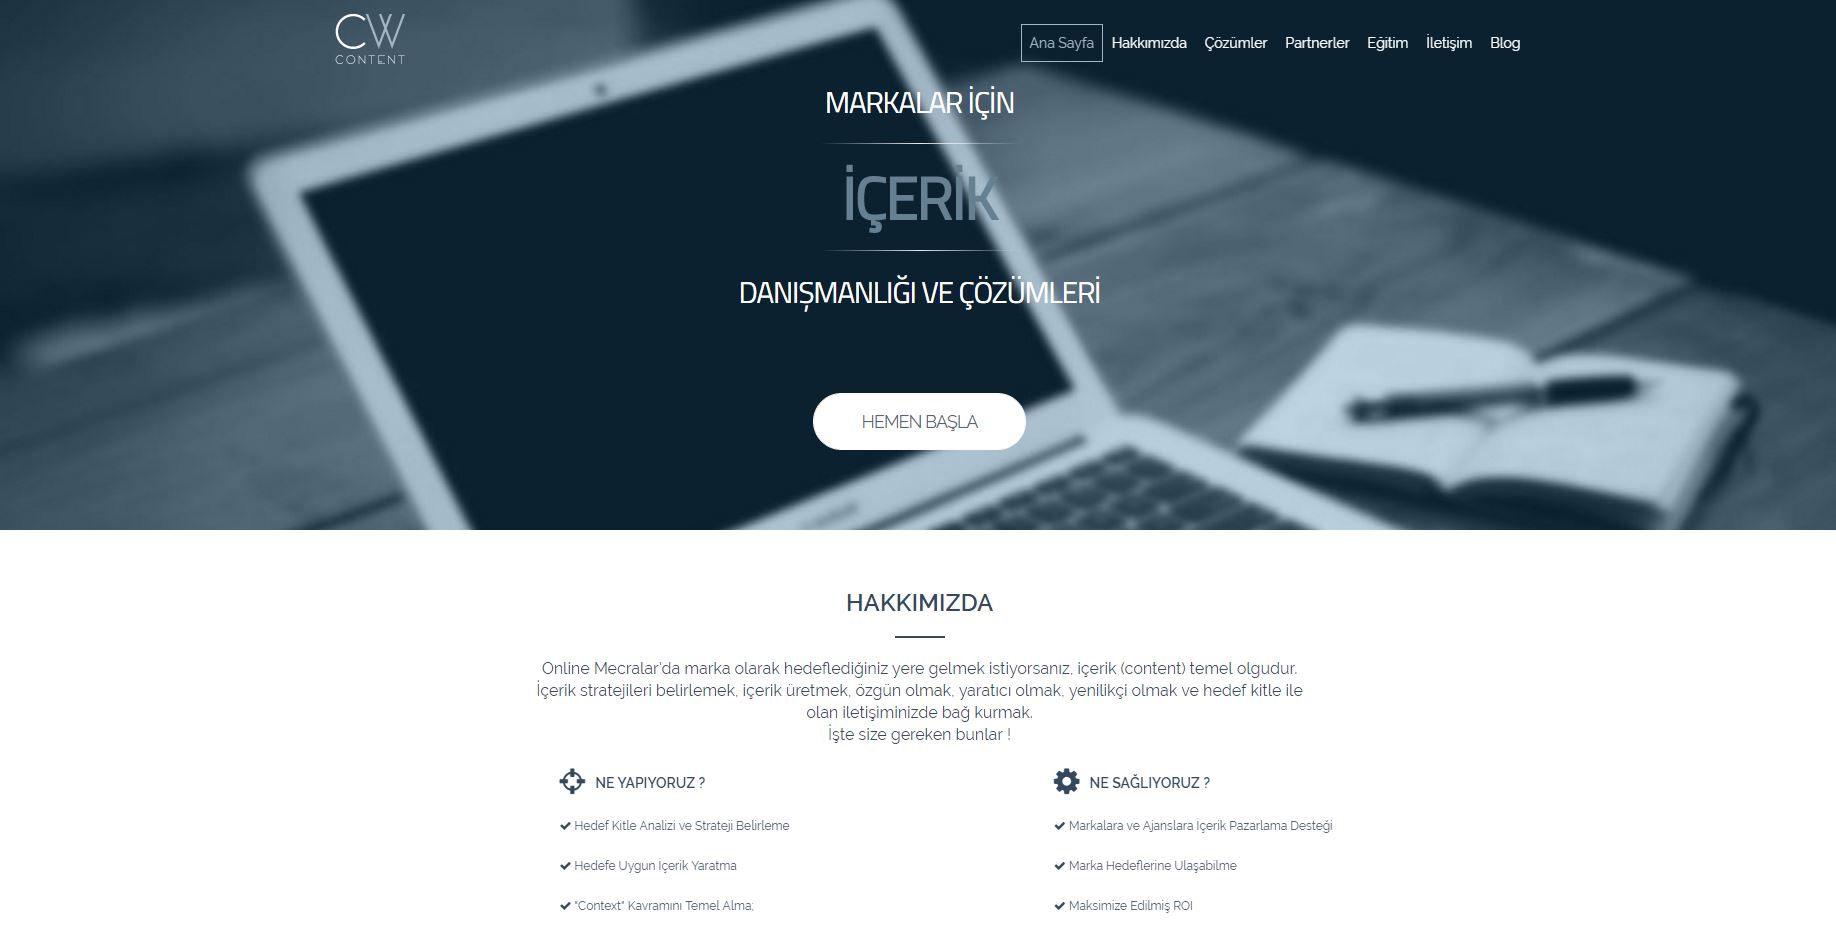 CW
CONTENT
Ana Sayfa Hakkımızda Çözümler Partnerler Eğitim İletişim Blog
MARKALAR İÇİN
İÇERİK
DANIŞMANLIĞI VE ÇÖZÜMLERİ
HEMEN BAŞLA
HAKKIMIZDA
Online Mecralar'da marka olarak hedeflediğiniz yere gelmek istiyorsanız, içerik (content) temel olgudur.
İçerik stratejileri belirlemek, içerik üretmek, özgün olmak, yaratıcı olmak, yenilikçi olmak ve hedef kitle ile
olan iletişiminizde bağ kurmak.
İşte size gereken bunlar !
NE YAPIYORUZ ?
Hedef Kitle Analizi ve Strateji Belirleme
Hedefe Uygun İçerik Yaratma
"Context" Kavramını Temel Alma;
NE SAĞLIYORUZ ?
Markalara ve Ajanslara İçerik Pazarlama Desteği
Marka Hedeflerine Ulaşabilme
Maksimize Edilmiş ROI